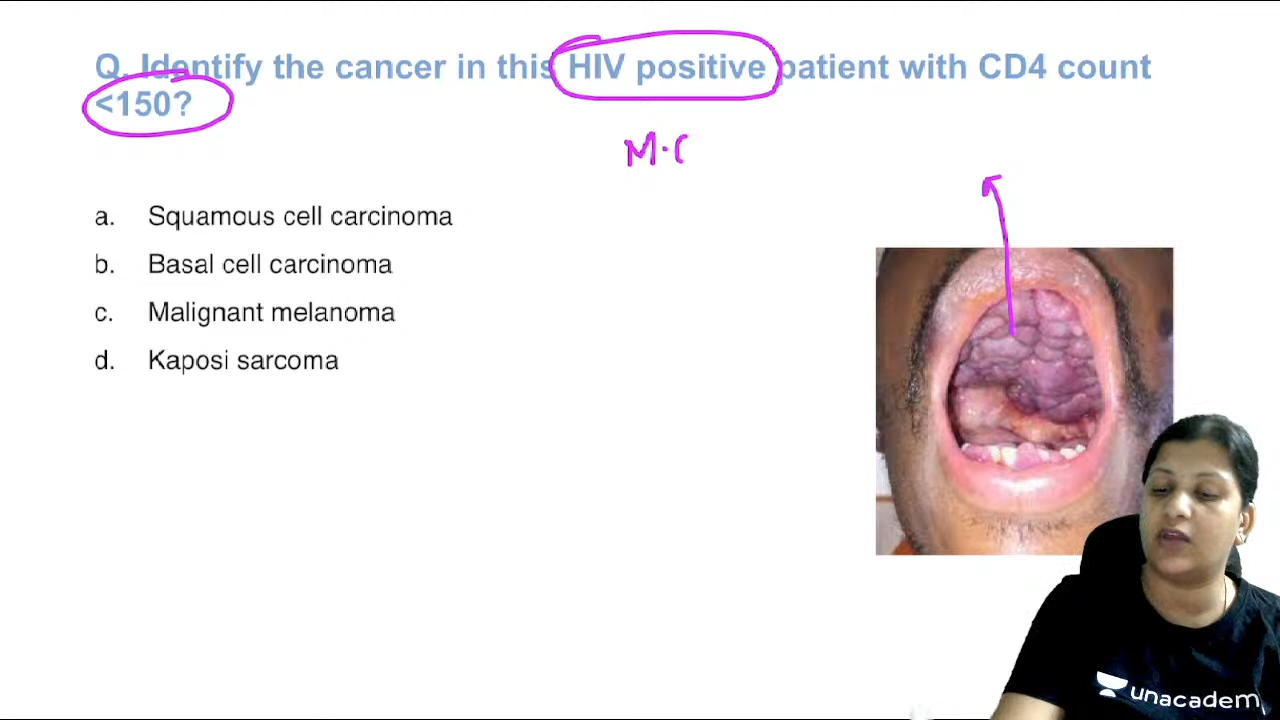 Q. Identify the cancer in this HIV positive patient with CD4 count
<150?
M.C
a. Squamous cell carcinoma
b. Basal cell carcinoma
c. Malignant melanoma
d. Kaposi sarcoma
unacadem